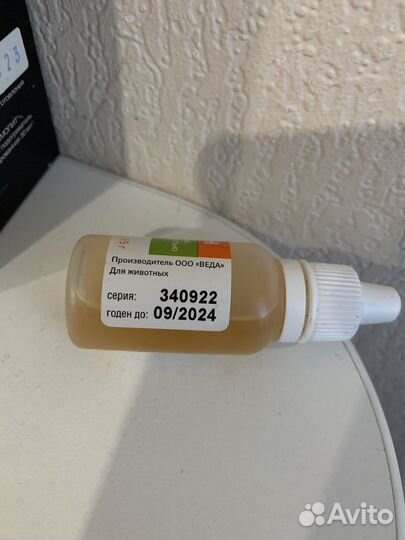 Производитель ООО «ВЕДА»
Для животных
серия: 340922
годен до: 09/2024
Avito